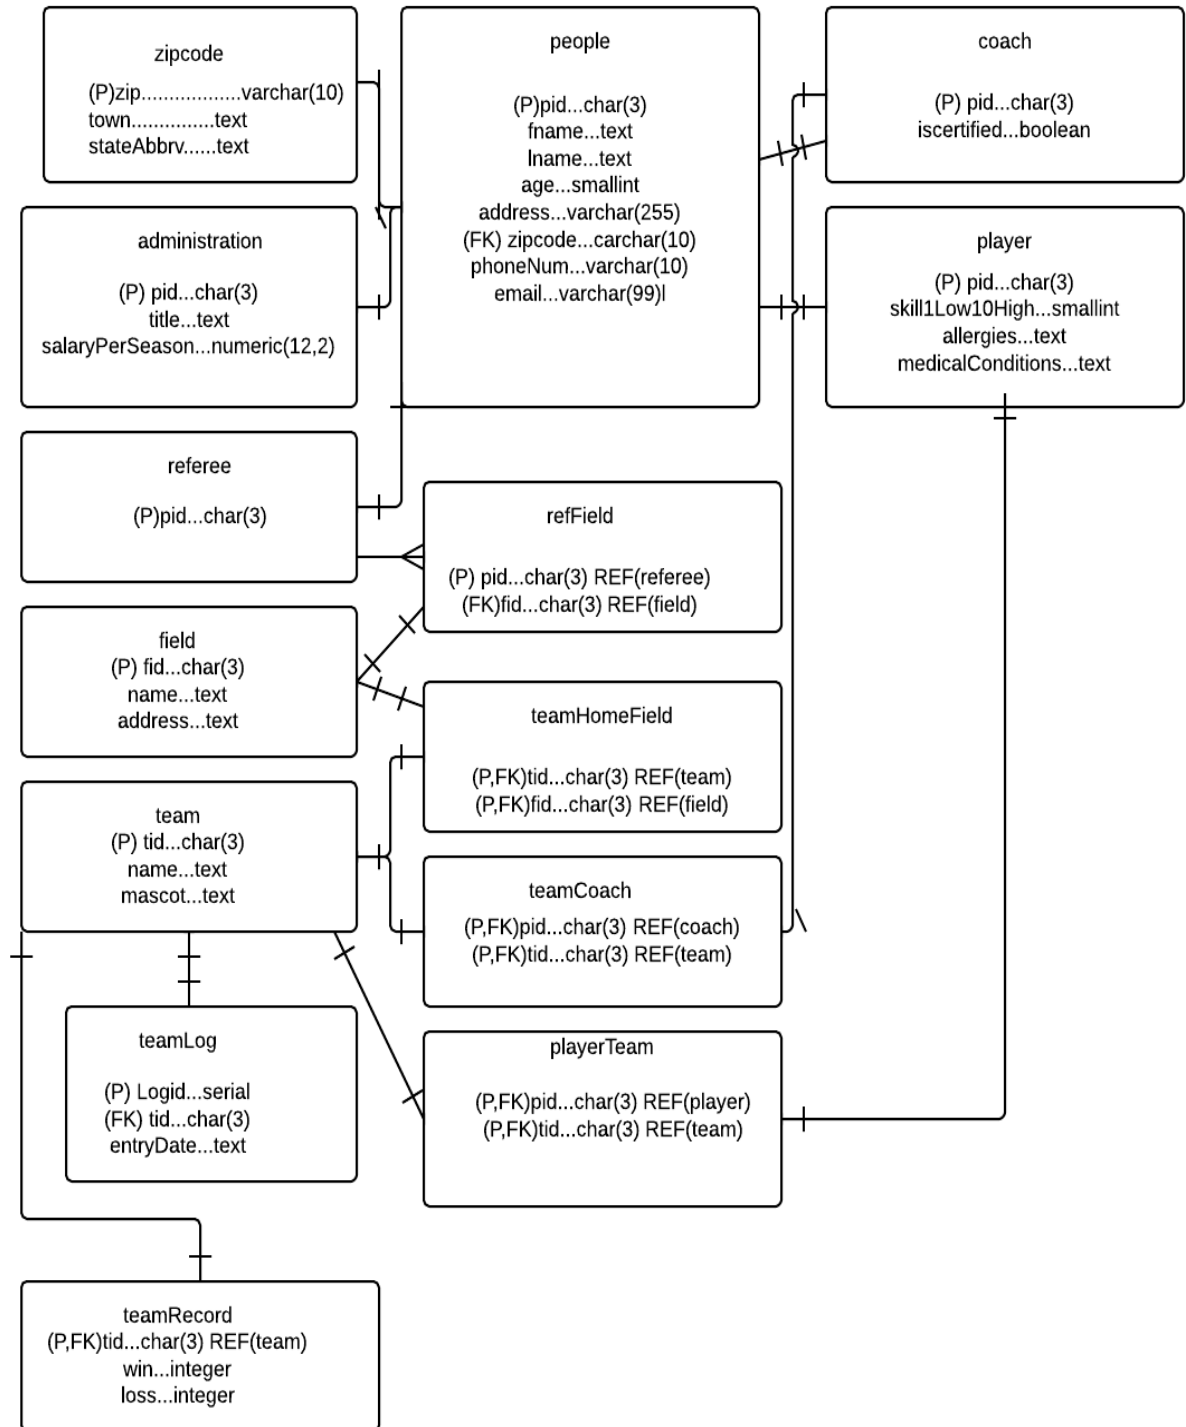 zipcode
(P)zip..................varchar(10)
town...............text
stateAbbrv......text
people
(P)pid...char(3)
fname...text
lname...text
age...smallint
address...varchar(255)
(FK) zipcode...carchar(10)
phoneNum...varchar(10)
email...varchar(99)l
coach
(P) pid...char(3)
iscertified...boolean
administration
(P) pid...char(3)
title...text
salaryPerSeason...numeric(12,2)
player
(P) pid...char(3)
skill1Low10High...smallint
allergies...text
medicalConditions...text
referee
(P)pid...char(3)
refField
(P) pid...char(3) REF(referee)
(FK)fid...char(3) REF(field)
field
(P) fid...char(3)
name...text
address...text
teamHomeField
(P,FK)tid...char(3) REF(team)
(P,FK)fid...char(3) REF(field)
team
(P) tid...char(3)
name...text
mascot...text
teamCoach
(P,FK)pid...char(3) REF(coach)
(P,FK)tid...char(3) REF(team)
teamLog
(P) Logid...serial
(FK) tid...char(3)
entryDate...text
playerTeam
(P,FK)pid...char(3) REF(player)
(P,FK)tid...char(3) REF(team)
teamRecord
(P,FK)tid...char(3) REF(team)
win...integer
loss...integer